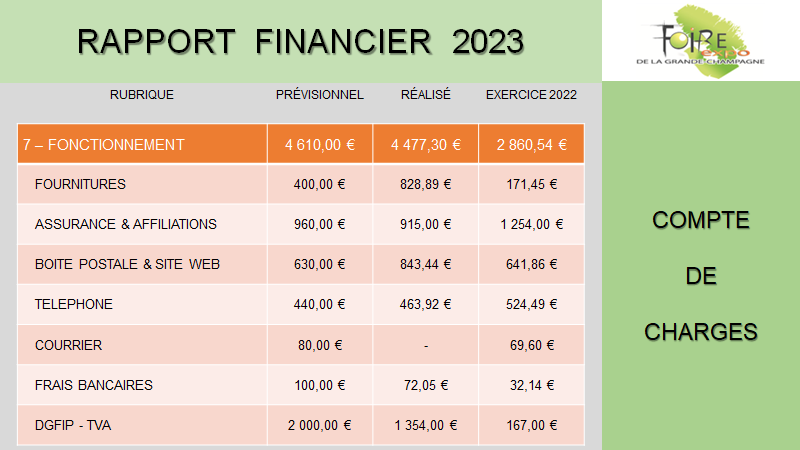 RAPPORT FINANCIER 2023
FOIRE
expo
DE LA GRANDE CHAMPAGNE
RUBRIQUE PRÉVISIONNEL RÉALISÉ EXERCICE 2022
7 – FONCTIONNEMENT 4 610,00 € 4 477,30 € 2 860,54 €
FOURNITURES 400,00 € 828,89 € 171,45 €
ASSURANCE & AFFILIATIONS 960,00 € 915,00 € 1 254,00 €
BOITE POSTALE & SITE WEB 630,00 € 843,44 € 641,86 €
TELEPHONE 440,00 € 463,92 € 524,49 €
COURRIER 80,00 € - 69,60 €
FRAIS BANCAIRES 100,00 € 72,05 € 32,14 €
DGFIP - TVA 2 000,00 € 1 354,00 € 167,00 €
COMPTE
DE
CHARGES